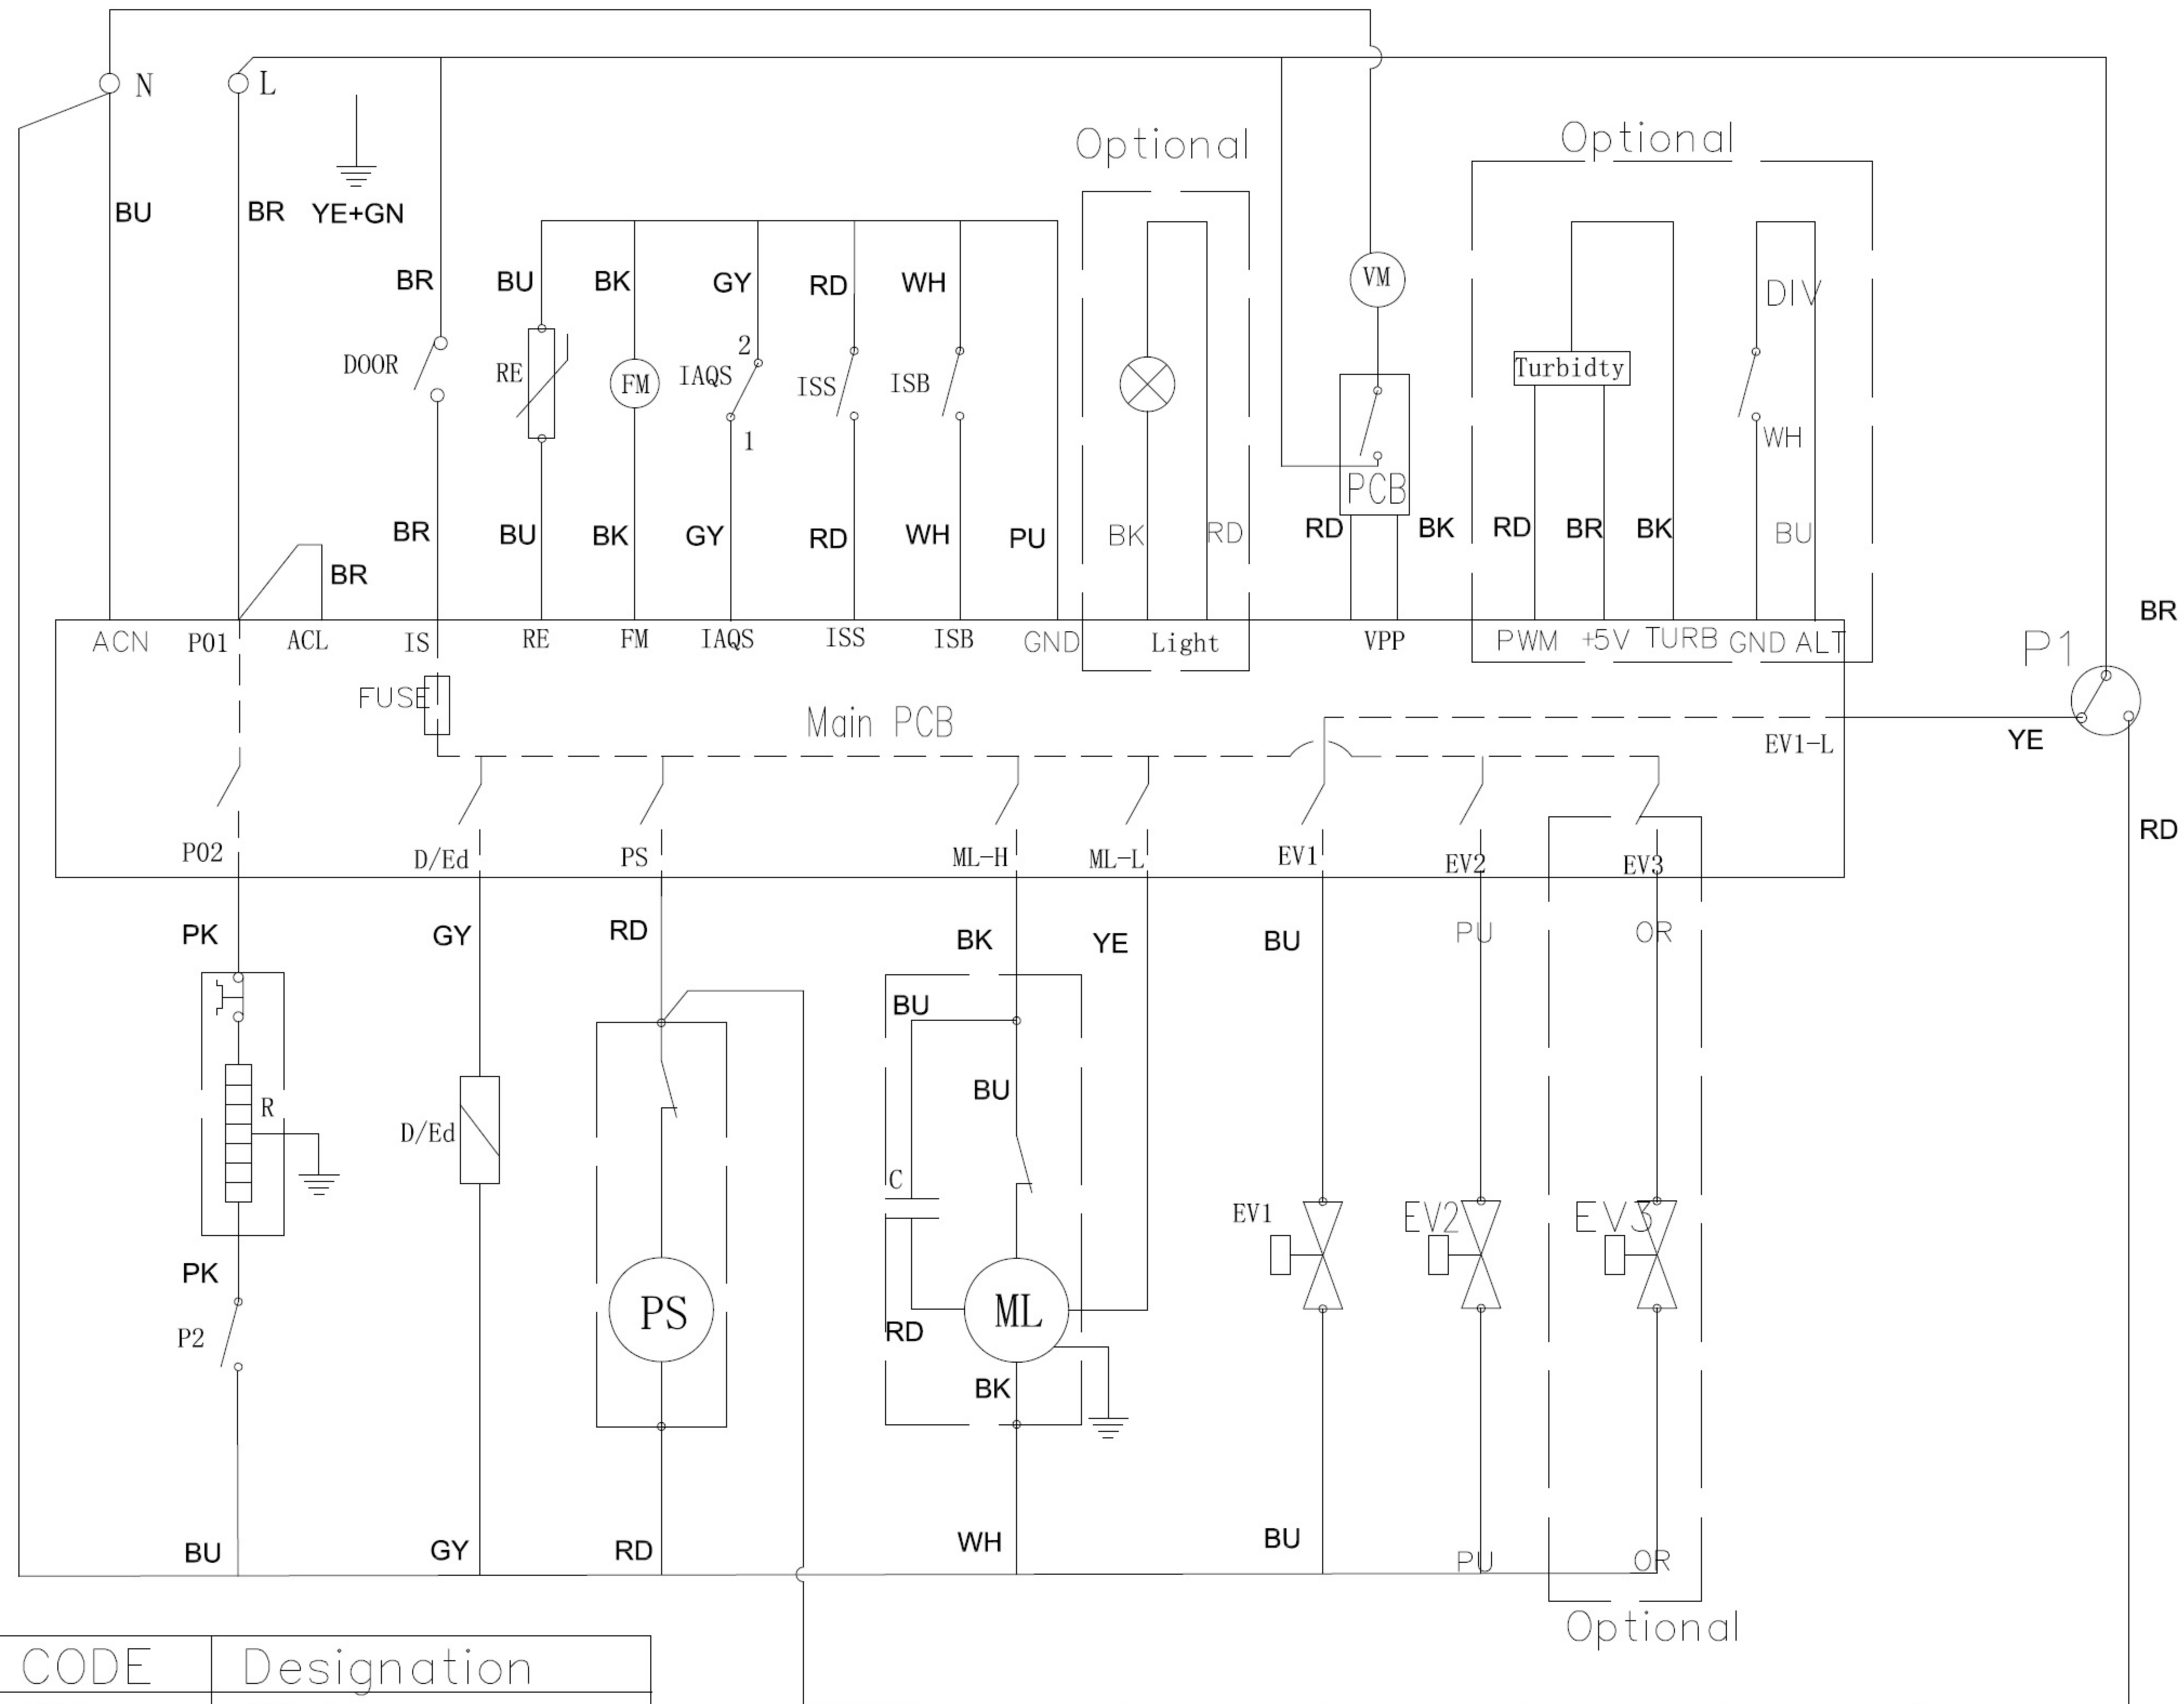 N
L
Optional
Optional
BU
BR
YE+GN
BR
BU
BK
GY
RD
WH
VM
DIV
DOOR
RE
FM
IAQS
2
1
ISS
ISB
Turbidty
WH
PCB
BR
BR
BU
BK
GY
RD
WH
PU
BK
RD
RD
BK
RD
BR
BK
BU
BR
ACN
P01
ACL
IS
RE
FM
IAQS
ISS
ISB
GND
Light
VPP
PWM
+5V
TURB
GND
ALT
P1
FUSE
Main PCB
EV1-L
YE
RD
P02
D/Ed
PS
ML-H
ML-L
EV1
EV2
EV3
PK
GY
RD
BK
YE
BU
PU
OR
BU
BU
R
D/Ed
C
EV1
EV2
EV3
PK
PS
ML
P2
RD
BK
BU
GY
RD
WH
BU
PU
OR
Optional
CODE
Designation